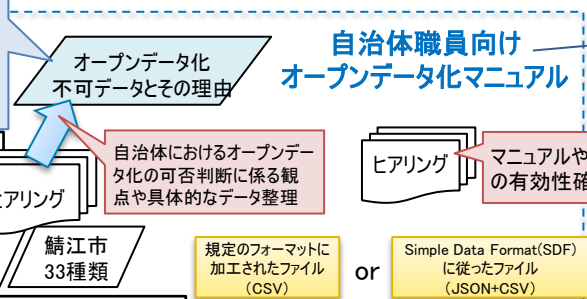 自治体職員向け
オープンデータ化マニュアル
オープンデータ化
不可データとその理由
自治体におけるオープンデー
タ化の可否判断に係る観
点や具体的なデータ整理
ヒアリング
マニュアルや
の有効性確
アリング
鯖江市
33種類
規定のフォーマットに
加工されたファイル
（CSV）
or
Simple Data Format(SDF)
に従ったファイル
（JSON+CSV）